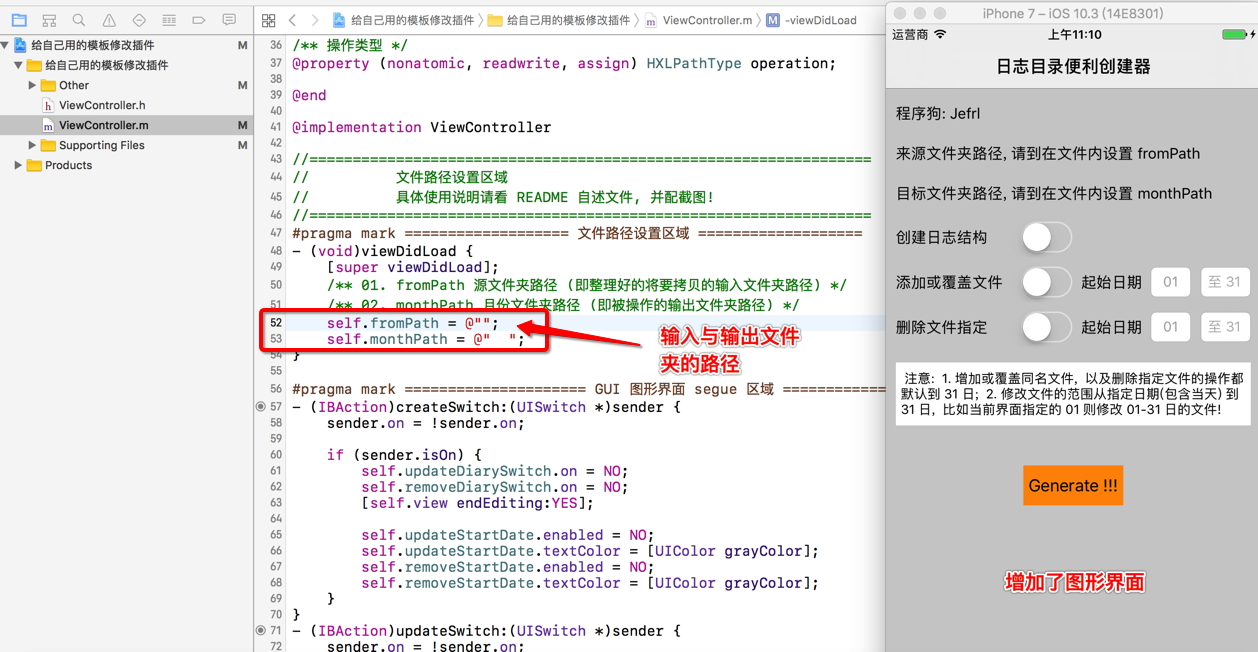 给自己用的模板修改插件 M
给自己用的模板修改插件
Other M
h ViewController.h
m ViewController.m M
Supporting Files M
Products
给自己用的模板修改插件 〉 给自己用的模板修改插件 〉 m ViewController.m 〉 M -viewDidLoad
36 /** 操作类型 */
37 @property (nonatomic, readwrite, assign) HXLPathType operation;
38
39 @end
40
41 @implementation ViewController
42
43 //=================================================================
44 // 文件路径设置区域
45 // 具体使用说明请看 README 自述文件, 并配截图!
46 //=================================================================
47 #pragma mark =================== 文件路径设置区域 ===================
48 - (void)viewDidLoad {
49 [super viewDidLoad];
50 /** 01. fromPath 源文件夹路径 (即整理好的将要拷贝的输入文件夹路径) */
51 /** 02. monthPath 月份文件夹路径 (即被操作的输出文件夹路径) */
52 self.fromPath = @"";
53 self.monthPath = @"  ";
54 }
55
56 #pragma mark ===================== GUI 图形界面 segue 区域 ============
57 - (IBAction)createSwitch:(UISwitch *)sender {
58 sender.on = !sender.on;
59
60 if (sender.isOn) {
61 self.updateDiarySwitch.on = NO;
62 self.removeDiarySwitch.on = NO;
63 [self.view endEditing:YES];
64
65 self.updateStartDate.enabled = NO;
66 self.updateStartDate.textColor = [UIColor grayColor];
67 self.removeStartDate.enabled = NO;
68 self.removeStartDate.textColor = [UIColor grayColor];
69 }
70 }
71 - (IBAction)updateSwitch:(UISwitch *)sender {
72 sender.on = !sender.on;
输入与输出文件
夹的路径
iPhone 7 – iOS 10.3 (14E8301)
运营商 上午11:10
日志目录便利创建器
程序狗: Jefrl
来源文件夹路径, 请到在文件内设置 fromPath
目标文件夹路径, 请到在文件内设置 monthPath
创建日志结构
添加或覆盖文件 起始日期 01 至 31
删除文件指定 起始日期 01 至 31
注意: 1. 增加或覆盖同名文件，以及删除指定文件的操作都
默认到 31 日；2. 修改文件的范围从指定日期(包含当天) 到
31 日，比如当前界面指定的 01 则修改 01-31 日的文件!
Generate !!!
增加了图形界面